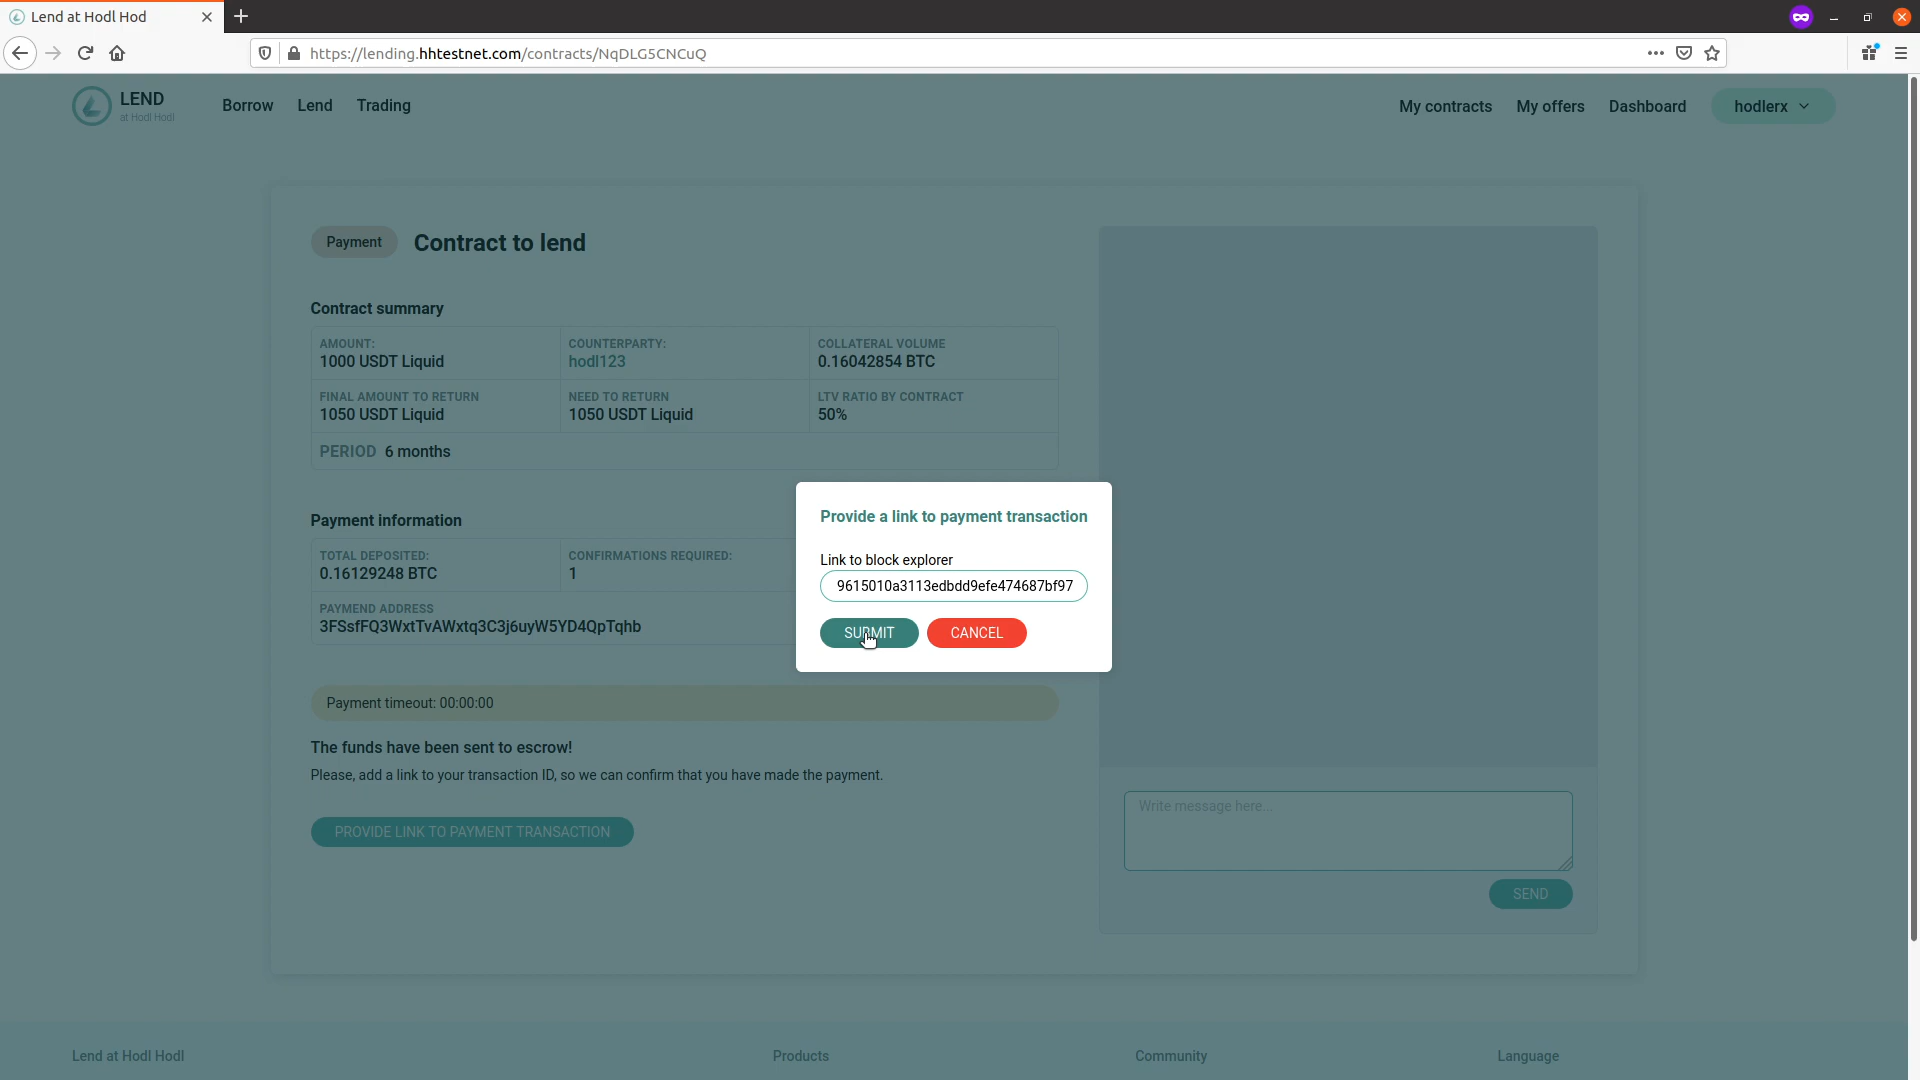 Lend at Hodl Hod
https://lending.hhtestnet.com/contracts/NqDLG5CNCuQ
LEND
at Hodl Hodl
Borrow
Lend
Trading
My contracts
My offers
Dashboard
hodlerx
Payment
Contract to lend
Contract summary
AMOUNT:
1000 USDT Liquid
COUNTERPARTY:
hodl123
COLLATERAL VOLUME
0.16042854 BTC
FINAL AMOUNT TO RETURN
1050 USDT Liquid
NEED TO RETURN
1050 USDT Liquid
LTV RATIO BY CONTRACT
50%
PERIOD 6 months
Payment information
TOTAL DEPOSITED:
0.16129248 BTC
CONFIRMATIONS REQUIRED:
1
PAYMEND ADDRESS
3FSsfFQ3WxtTvAWxtq3C3j6uyW5YD4QpTqhb
Provide a link to payment transaction
Link to block explorer
9615010a3113edbdd9efe474687bf97
SUBMIT
CANCEL
Payment timeout: 00:00:00
The funds have been sent to escrow!
Please, add a link to your transaction ID, so we can confirm that you have made the payment.
PROVIDE LINK TO PAYMENT TRANSACTION
Write message here...
SEND
Lend at Hodl Hodl
Products
Community
Language